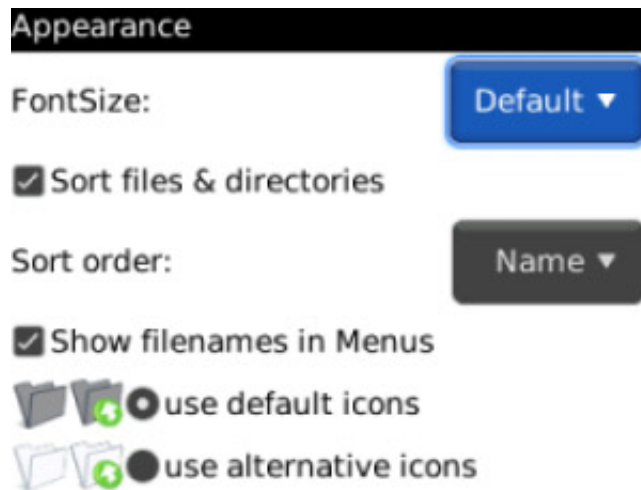 Appearance
FontSize: Default
Sort files & directories
Sort order: Name
Show filenames in Menus
use default icons
use alternative icons